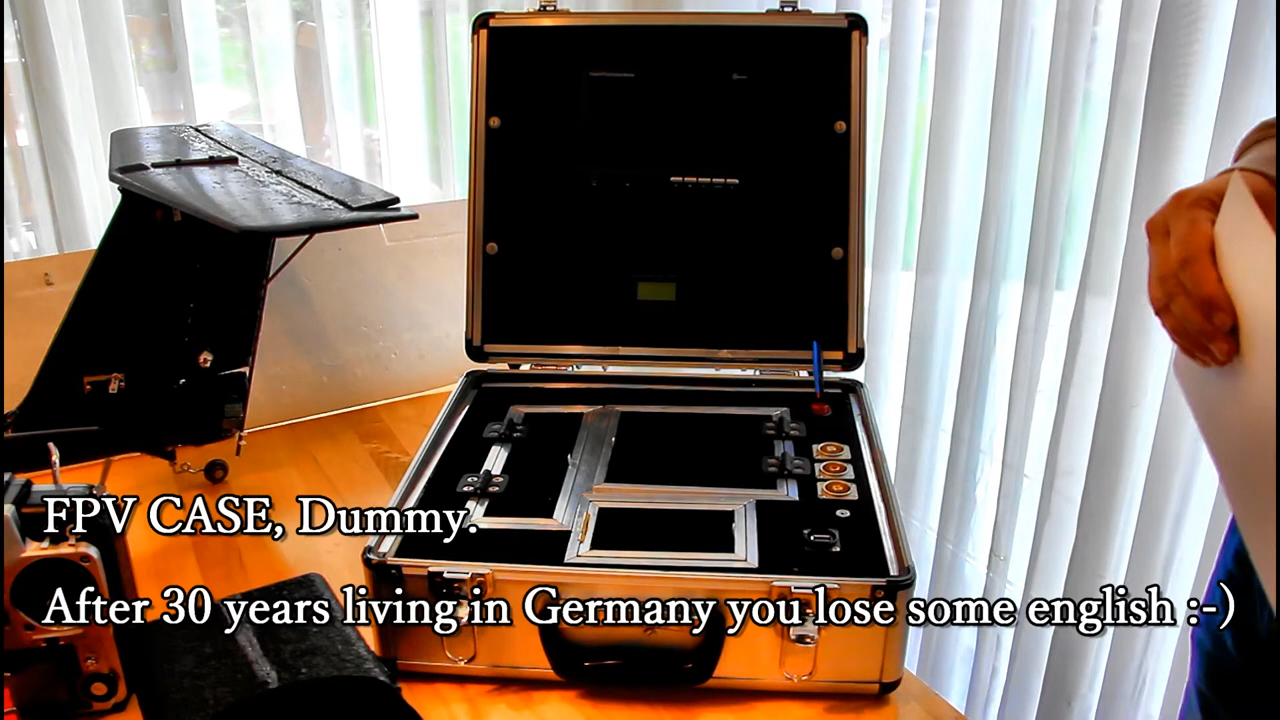 FPV CASE, Dummy.
After 30 years living in Germany you lose some english :-)